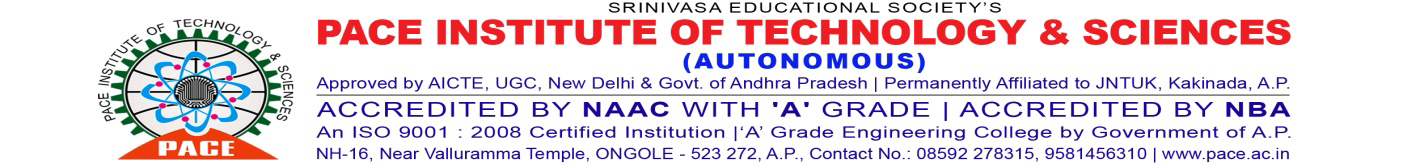 SRINIVASA EDUCATIONAL SOCIETY'S
PACE INSTITUTE OF TECHNOLOGY & SCIENCES
(AUTONOMOUS)
Approved by AICTE, UGC, New Delhi & Govt. of Andhra Pradesh | Permanently Affiliated to JNTUK, Kakinada, A.P.
ACCREDITED BY NAAC WITH 'A' GRADE | ACCREDITED BY NBA
An ISO 9001 : 2008 Certified Institution |‘A’ Grade Engineering College by Government of A.P.
NH-16, Near Valluramma Temple, ONGOLE - 523 272, A.P., Contact No.: 08592 278315, 9581456310 | www.pace.ac.in
PACE INSTITUTE OF TECHNOLOGY & SCIENCES
PACE